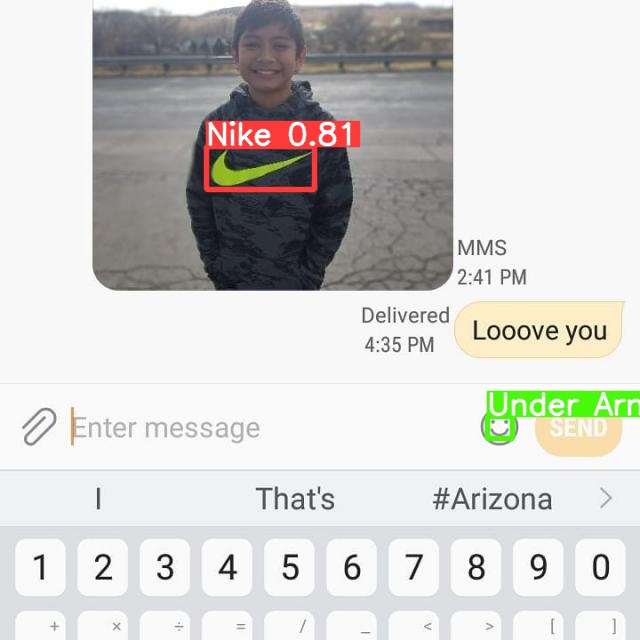 Nike 0.81
MMS
2:41 PM
Delivered
4:35 PM
Looove you
Under Arm
Enter message
SEND
I That's #Arizona >
1 2 3 4 5 6 7 8 9 0
+ × ÷ = / _ < > [ ]